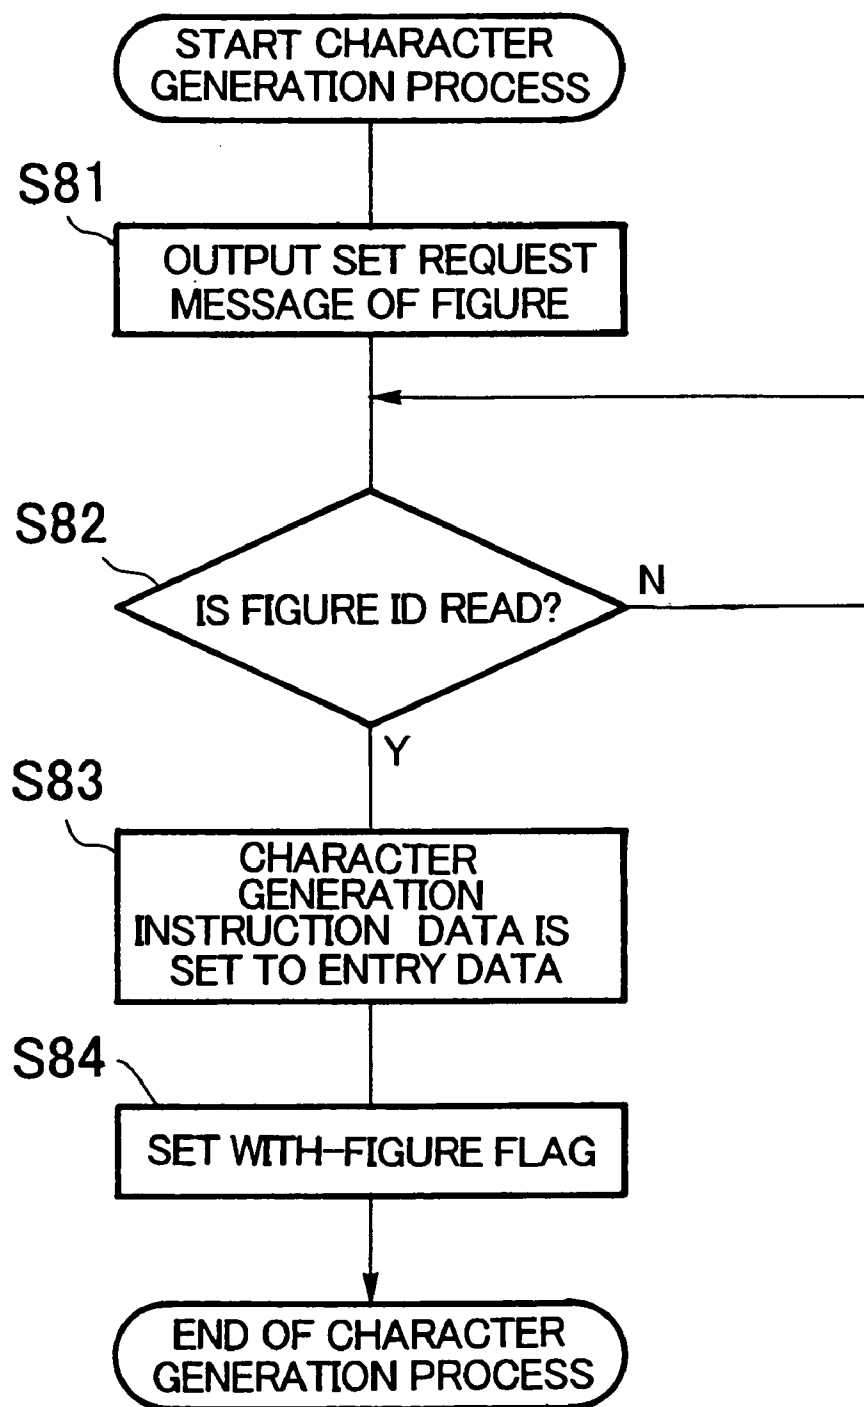 START CHARACTER
GENERATION PROCESS
S81
OUTPUT SET REQUEST
MESSAGE OF FIGURE
S82
IS FIGURE ID READ?
N
Y
S83
CHARACTER
GENERATION
INSTRUCTION DATA IS
SET TO ENTRY DATA
S84
SET WITH-FIGURE FLAG
END OF CHARACTER
GENERATION PROCESS